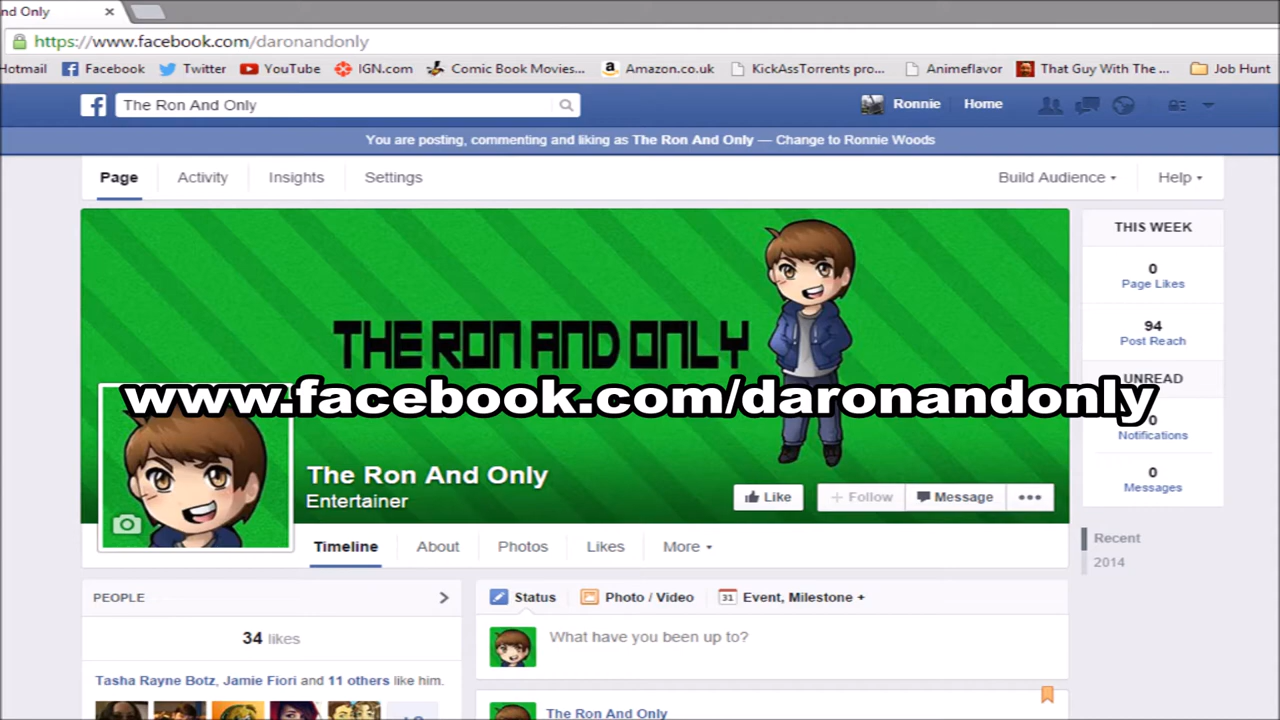 nd Only
https://www.facebook.com/daronandonly
Hotmail Facebook Twitter YouTube IGN.com Comic Book Movies... Amazon.co.uk KickAssTorrents pro... Animeflavor That Guy With The ... Job Hunt
The Ron And Only Ronnie Home
You are posting, commenting and liking as The Ron And Only — Change to Ronnie Woods
Page Activity Insights Settings Build Audience Help
THE RON AND ONLY
www.facebook.com/daronandonly
The Ron And Only
Entertainer
Like + Follow Message
Timeline About Photos Likes More
THIS WEEK
0
Page Likes
94
Post Reach
UNREAD
0
Notifications
0
Messages
Recent
2014
PEOPLE
34 likes
Tasha Rayne Botz, Jamie Fiori and 11 others like him.
Status Photo / Video 31 Event, Milestone +
What have you been up to?
The Ron And Only